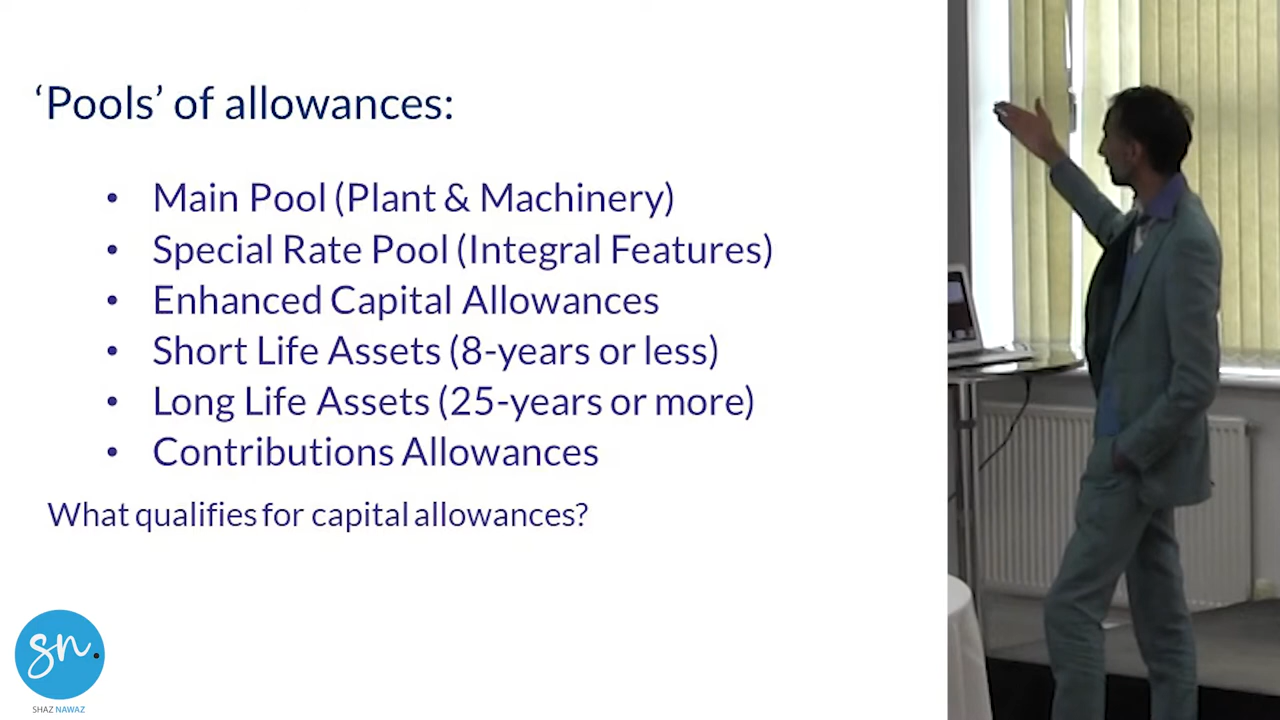 ‘Pools’ of allowances:
• Main Pool (Plant & Machinery)
• Special Rate Pool (Integral Features)
• Enhanced Capital Allowances
• Short Life Assets (8-years or less)
• Long Life Assets (25-years or more)
• Contributions Allowances
What qualifies for capital allowances?
sn.
SHAZ NAWAZ